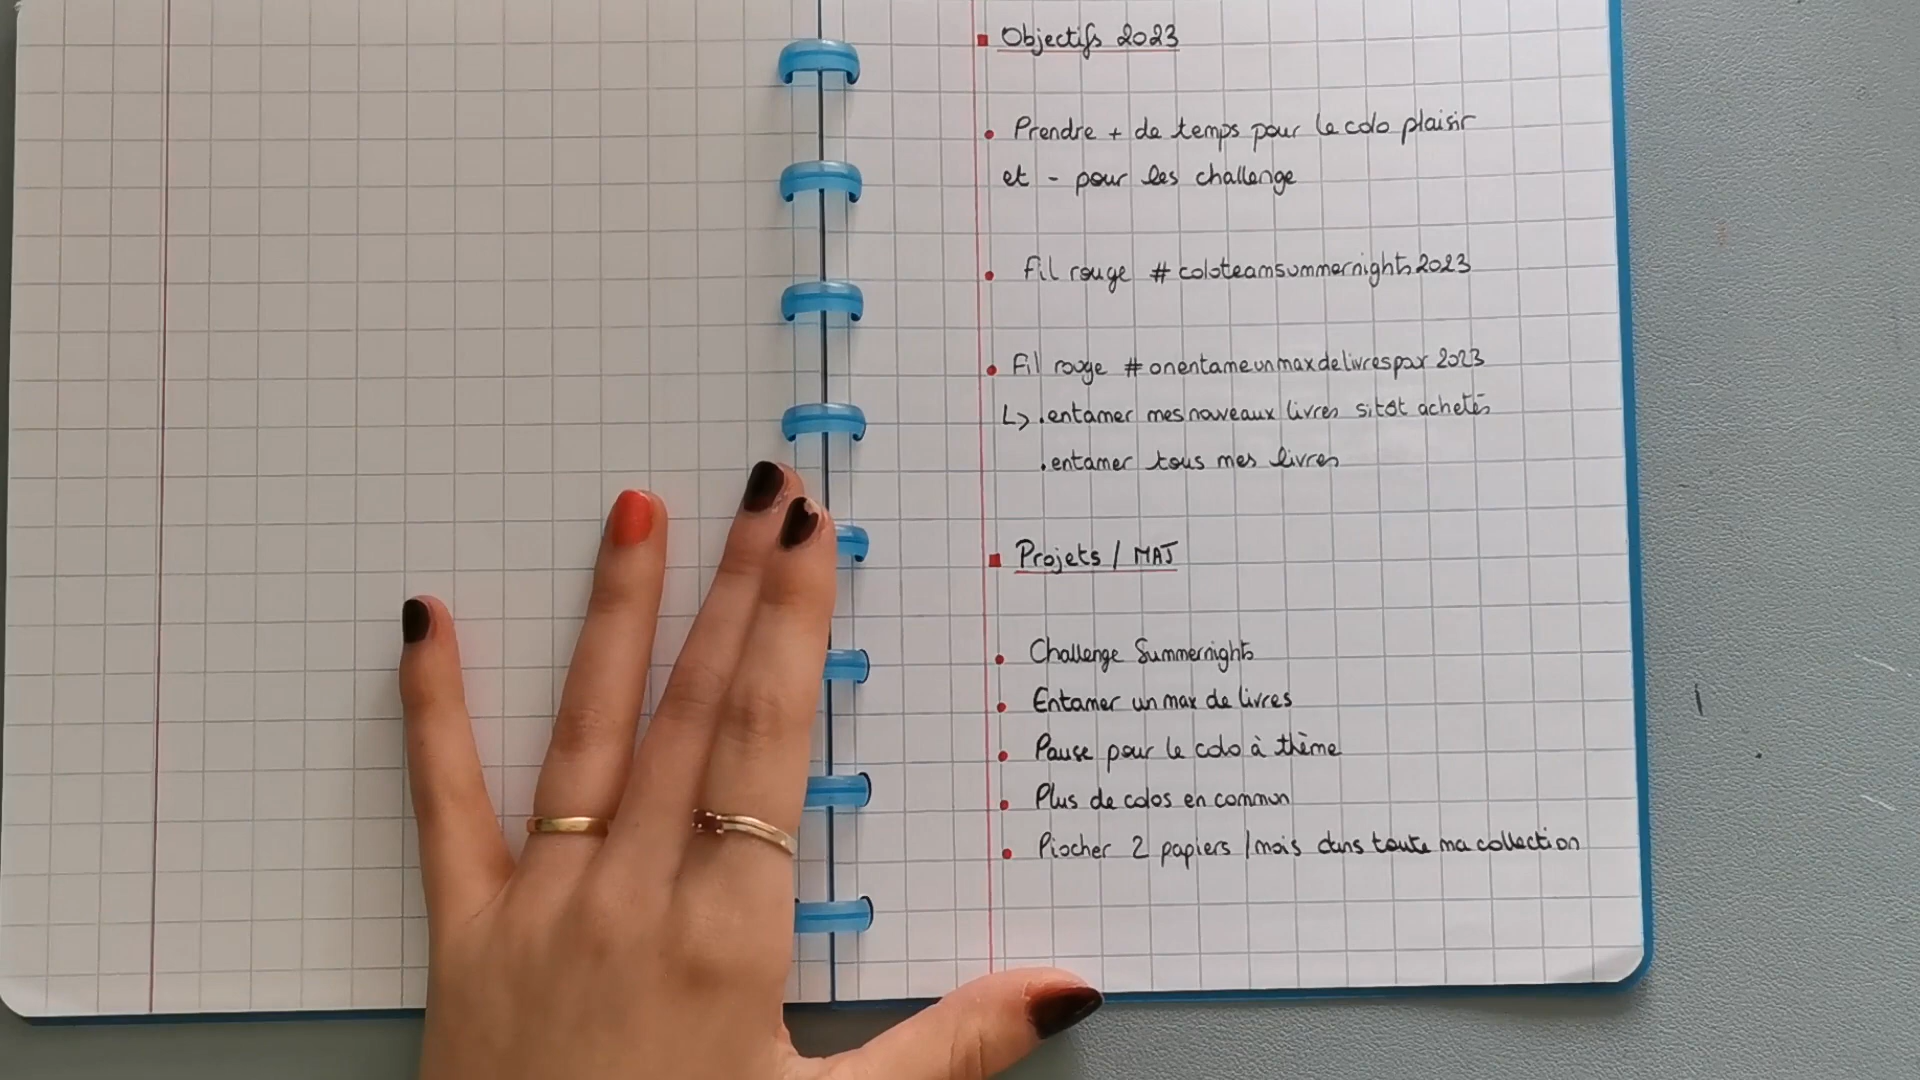 Objectifs 2023
• Prendre + de temps pour le colo plaisir
et - pour les challenge
• Fil rouge #coloteamsummernights2023
• Fil rouge #onentameunmaxdelivrespar2023
↳ .entamer mes nouveaux livres sitôt achetés
.entamer tous mes livres
Projets / MAJ
• Challenge Summernights
• Entamer un max de livres
• Pause pour le colo à thème
• Plus de colos en commun
• Piocher 2 papiers /mois dans toute ma collection